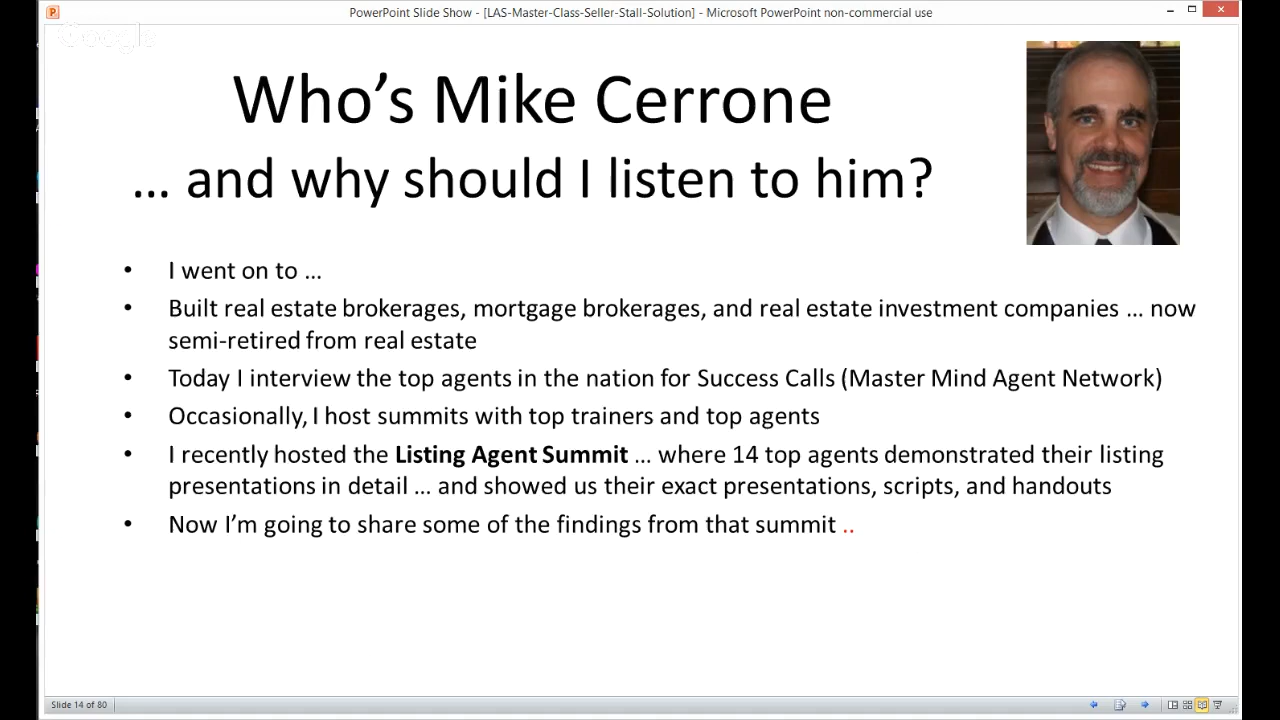 PowerPoint Slide Show - [LAS-Master-Class-Seller-Stall-Solution] - Microsoft PowerPoint non-commercial use
Google
Who's Mike Cerrone
... and why should I listen to him?
• I went on to ...
• Built real estate brokerages, mortgage brokerages, and real estate investment companies ... now
semi-retired from real estate
• Today I interview the top agents in the nation for Success Calls (Master Mind Agent Network)
• Occasionally, I host summits with top trainers and top agents
• I recently hosted the Listing Agent Summit ... where 14 top agents demonstrated their listing
presentations in detail ... and showed us their exact presentations, scripts, and handouts
• Now I'm going to share some of the findings from that summit ..
Slide 14 of 80